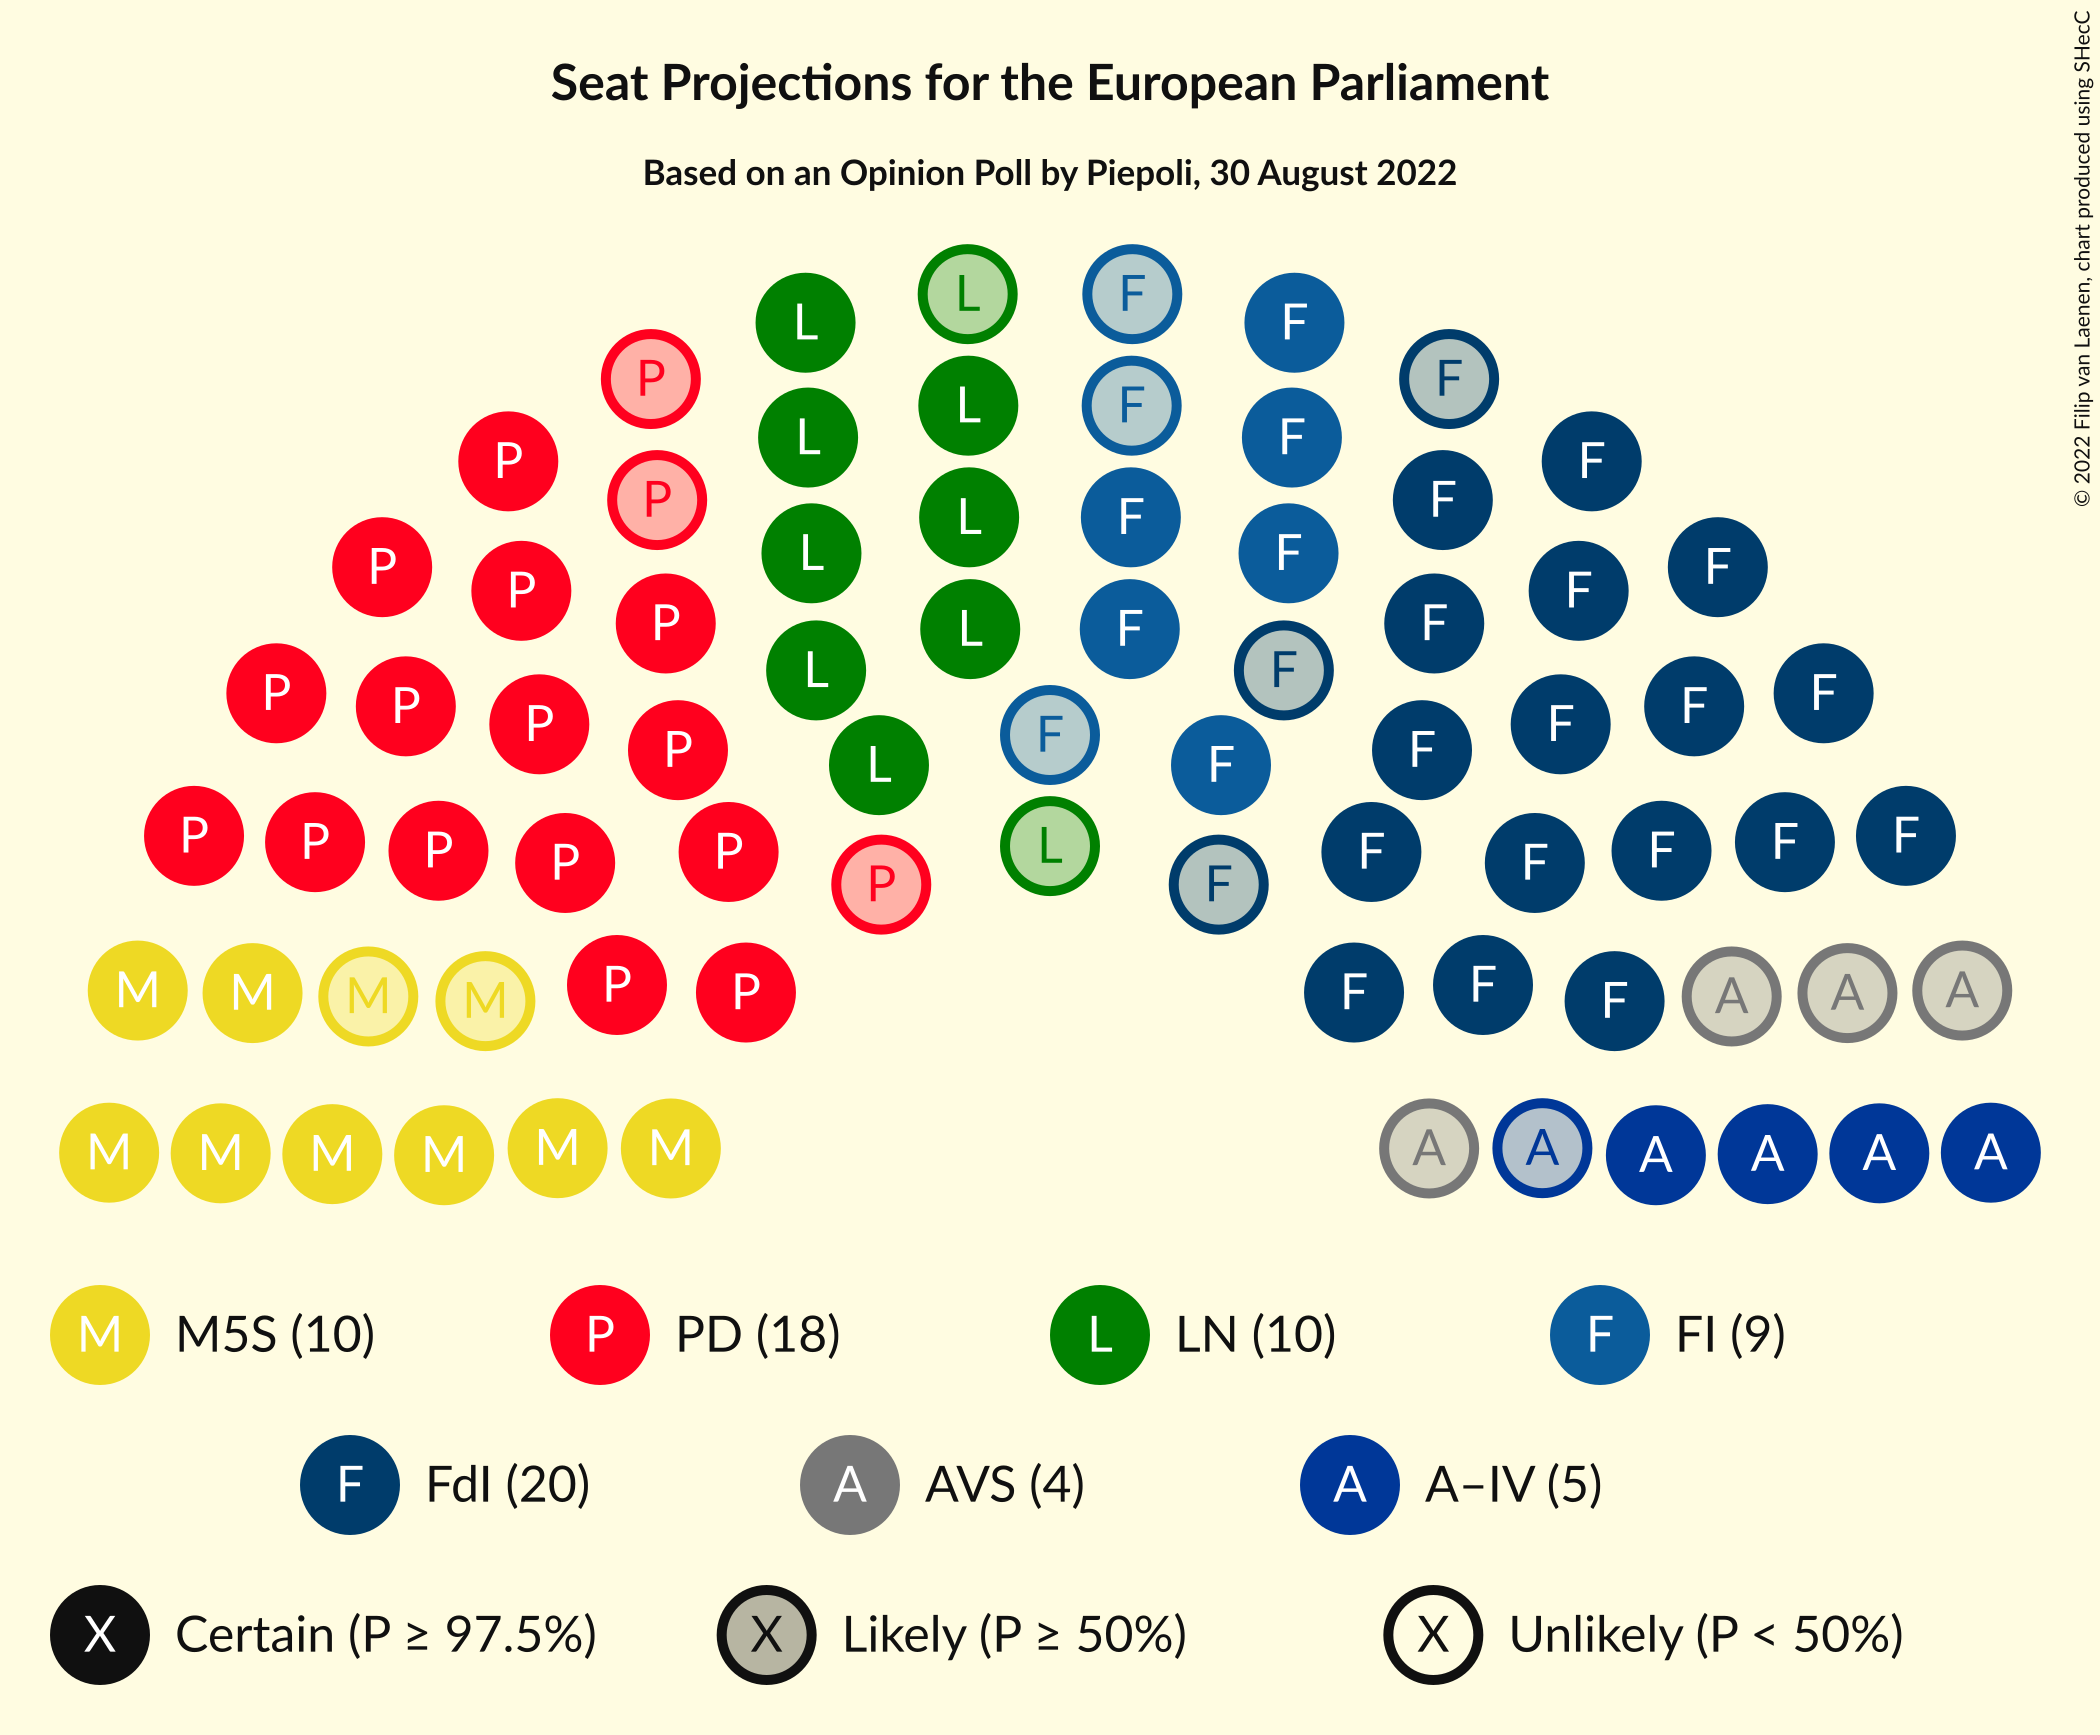 Seat Projections for the European Parliament
Based on an Opinion Poll by Piepoli, 30 August 2022
© 2022 Filip van Laenen, chart produced using SHecC
L F
L F
P F
L F
P F
L F
L F
P F
P F
L F
L F
P F
P F
P F
L F
P F
P F
P F
F
P F
L F
L
P F
P F
P F
P F
P F
P F
P F
M M M M P P F F F A A A
M M M M M M A A A A A A
M M5S (10) P PD (18) L LN (10) F FI (9)
F FdI (20) A AVS (4) A A–IV (5)
X Certain (P ≥ 97.5%) X Likely (P ≥ 50%) X Unlikely (P < 50%)